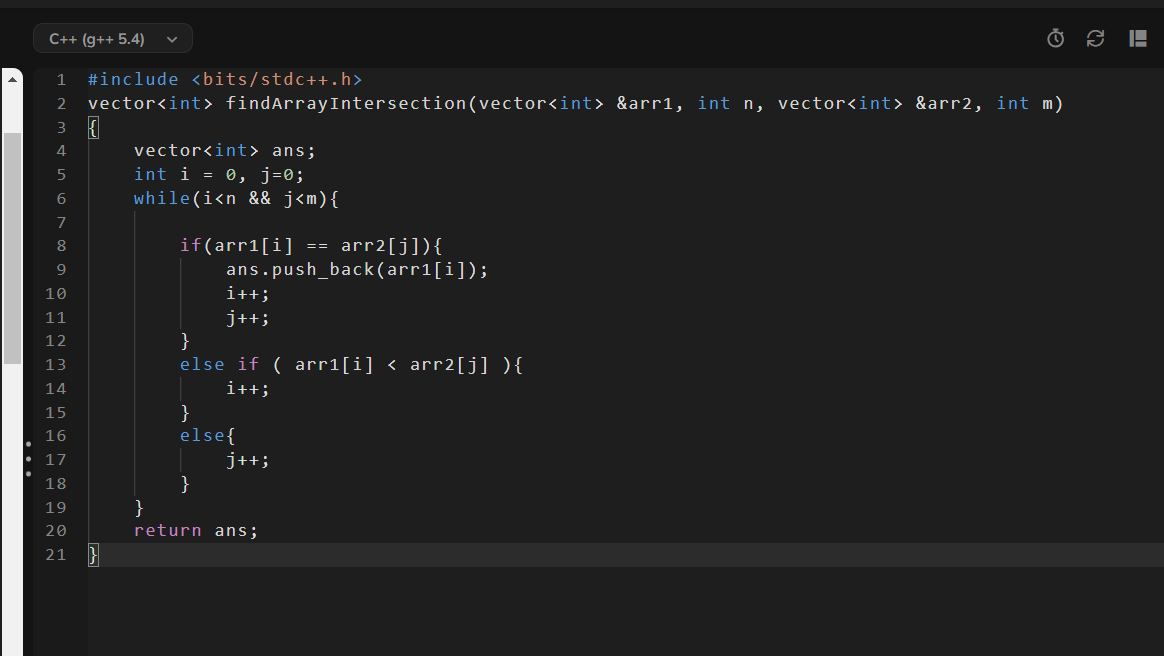 C++ (g++ 5.4)
1 #include <bits/stdc++.h>
2 vector<int> findArrayIntersection(vector<int> &arr1, int n, vector<int> &arr2, int m)
3 {
4     vector<int> ans;
5     int i = 0, j=0;
6     while(i<n && j<m){
7
8         if(arr1[i] == arr2[j]){
9             ans.push_back(arr1[i]);
10             i++;
11             j++;
12         }
13         else if ( arr1[i] < arr2[j] ){
14             i++;
15         }
16         else{
17             j++;
18         }
19     }
20     return ans;
21 }